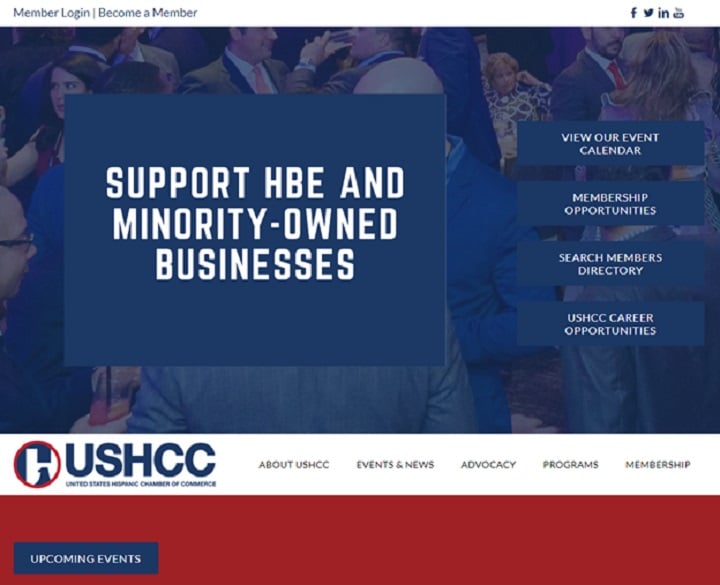 Member Login | Become a Member
SUPPORT HBE AND
MINORITY-OWNED
BUSINESSES
VIEW OUR EVENT
CALENDAR
MEMBERSHIP
OPPORTUNITIES
SEARCH MEMBERS
DIRECTORY
USHCC CAREER
OPPORTUNITIES
USHCC
UNITED STATES HISPANIC CHAMBER OF COMMERCE
ABOUT USHCC
EVENTS & NEWS
ADVOCACY
PROGRAMS
MEMBERSHIP
UPCOMING EVENTS